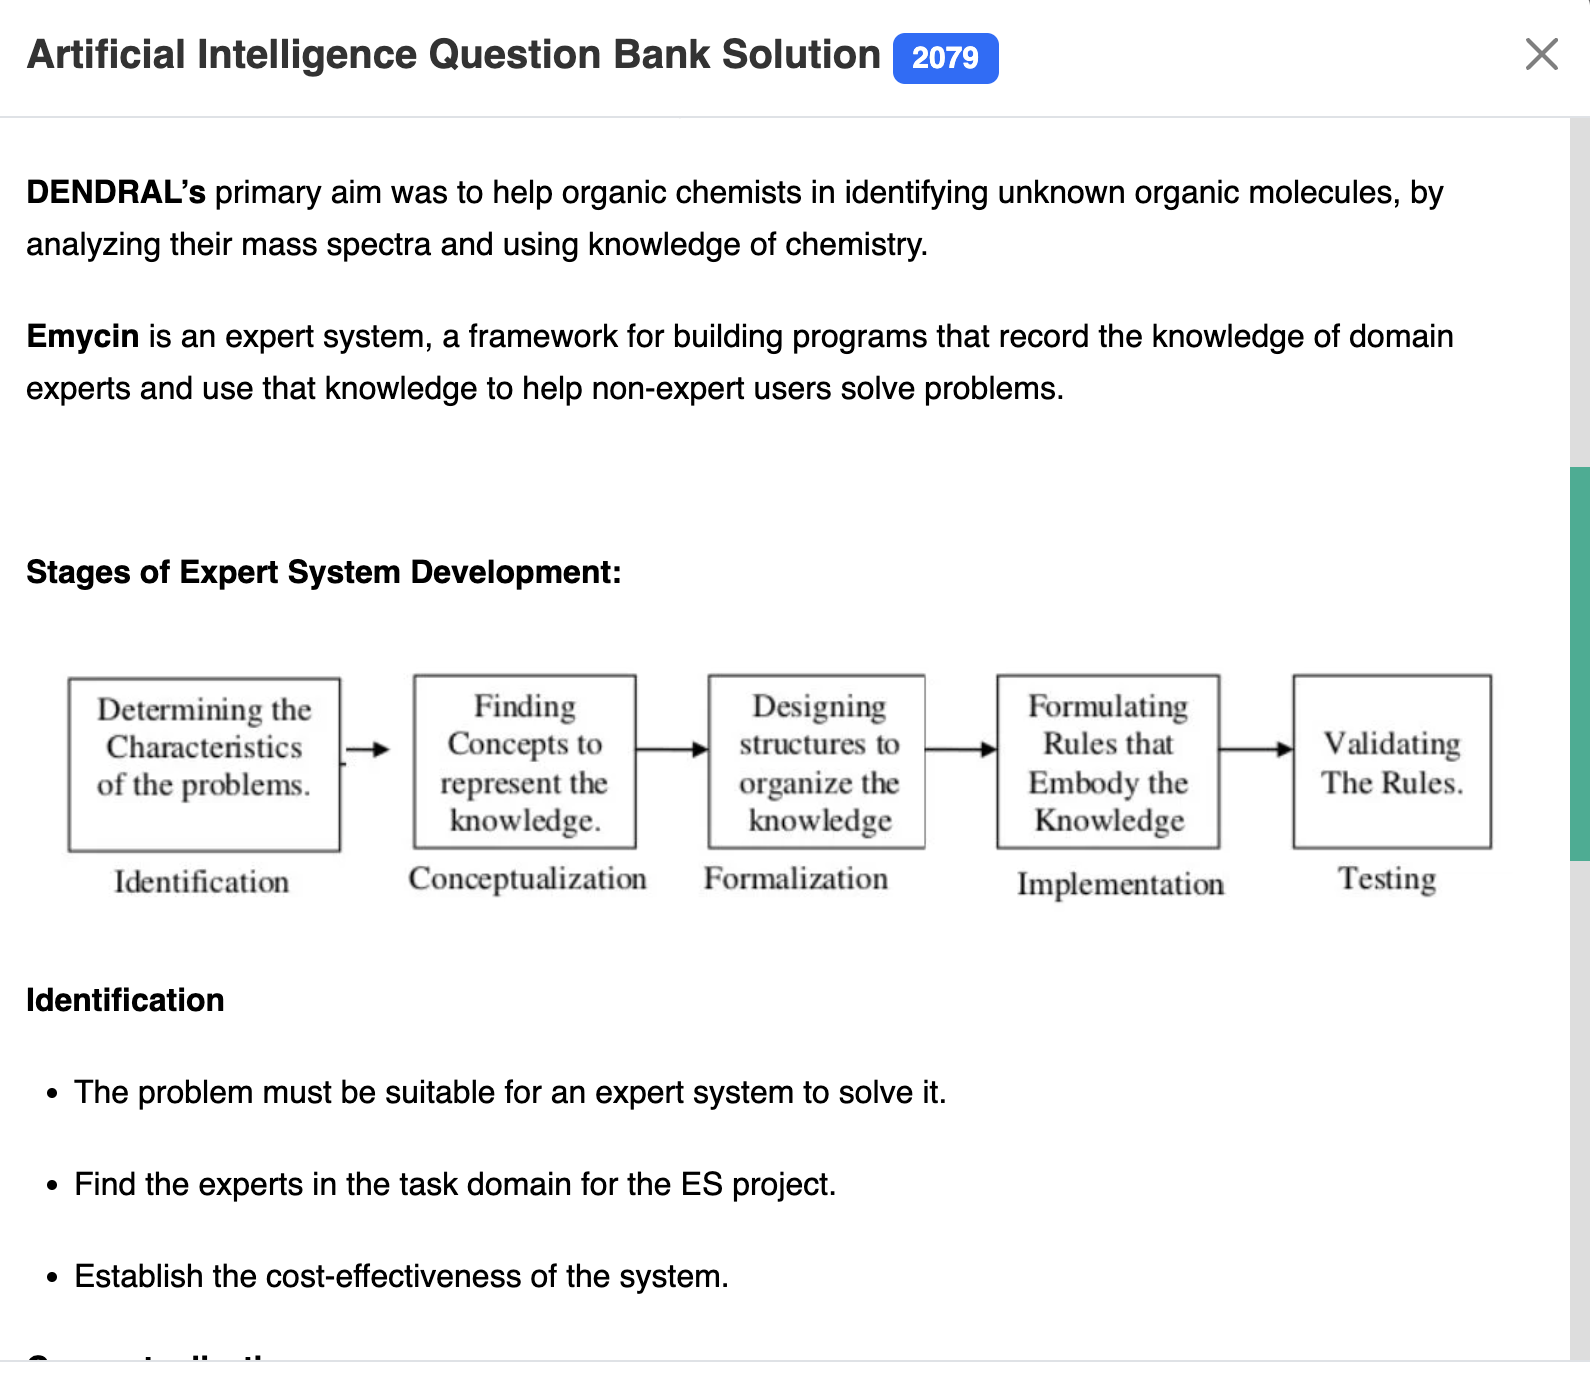 Artificial Intelligence Question Bank Solution 2079
DENDRAL’s primary aim was to help organic chemists in identifying unknown organic molecules, by
analyzing their mass spectra and using knowledge of chemistry.
Emycin is an expert system, a framework for building programs that record the knowledge of domain
experts and use that knowledge to help non-expert users solve problems.
Stages of Expert System Development:
Determining the
Characteristics
of the problems.
Identification
Finding
Concepts to
represent the
knowledge.
Conceptualization
Designing
structures to
organize the
knowledge
Formalization
Formulating
Rules that
Embody the
Knowledge
Implementation
Validating
The Rules.
Testing
Identification
• The problem must be suitable for an expert system to solve it.
• Find the experts in the task domain for the ES project.
• Establish the cost-effectiveness of the system.